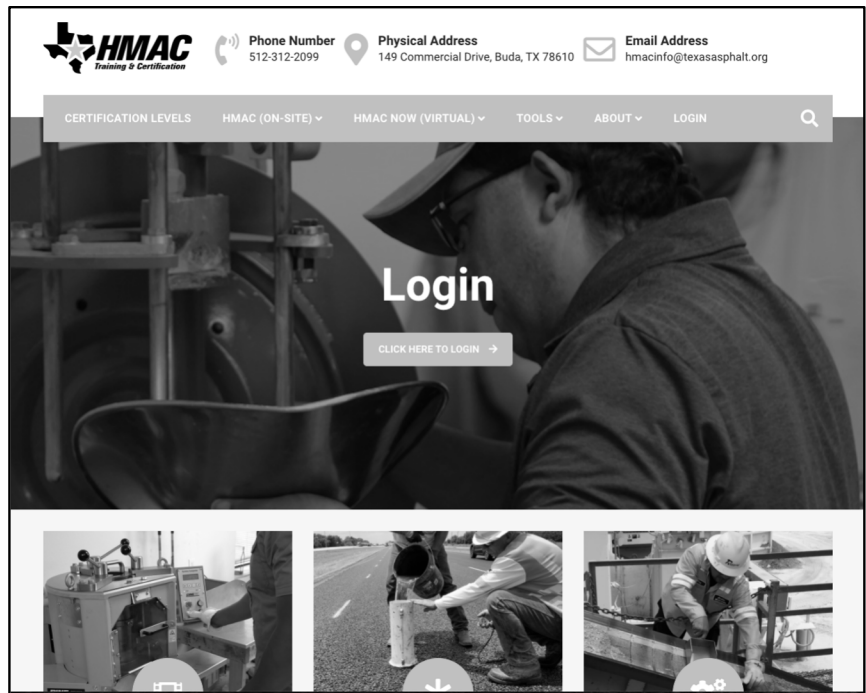 HMAC
Training & Certification
Phone Number
512-312-2099
Physical Address
149 Commercial Drive, Buda, TX 78610
Email Address
hmacinfo@texasasphalt.org
CERTIFICATION LEVELS
HMAC (ON-SITE)
HMAC NOW (VIRTUAL)
TOOLS
ABOUT
LOGIN
Login
CLICK HERE TO LOGIN →